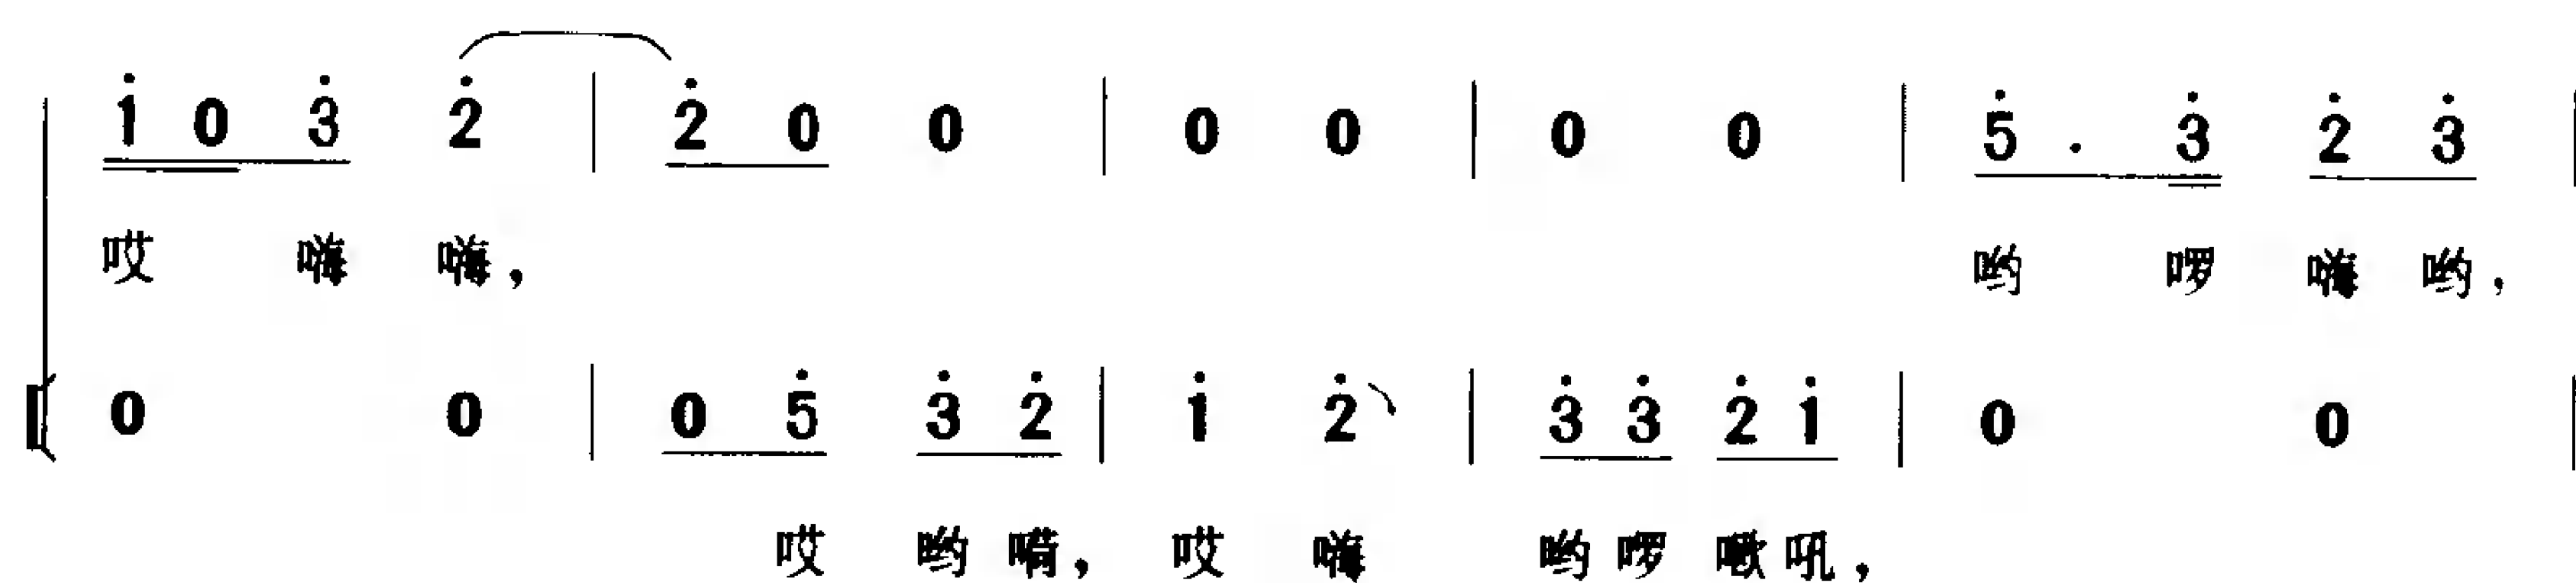 1̇ 0 3̇ 2̇ | 2̇ 0 0 | 0 0 | 0 0 | 5̇ . 3̇ 2̇ 3̇ |
哎 嗨 嗨， 哟 啰 嗨 哟，
0 0 | 0 5̇ 3̇ 2̇ | 1̇ 2̇ | 3̇ 3̇ 2̇ 1̇ | 0 0 |
哎 哟 嗬， 哎 嗨 哟 啰 嗷 吼，